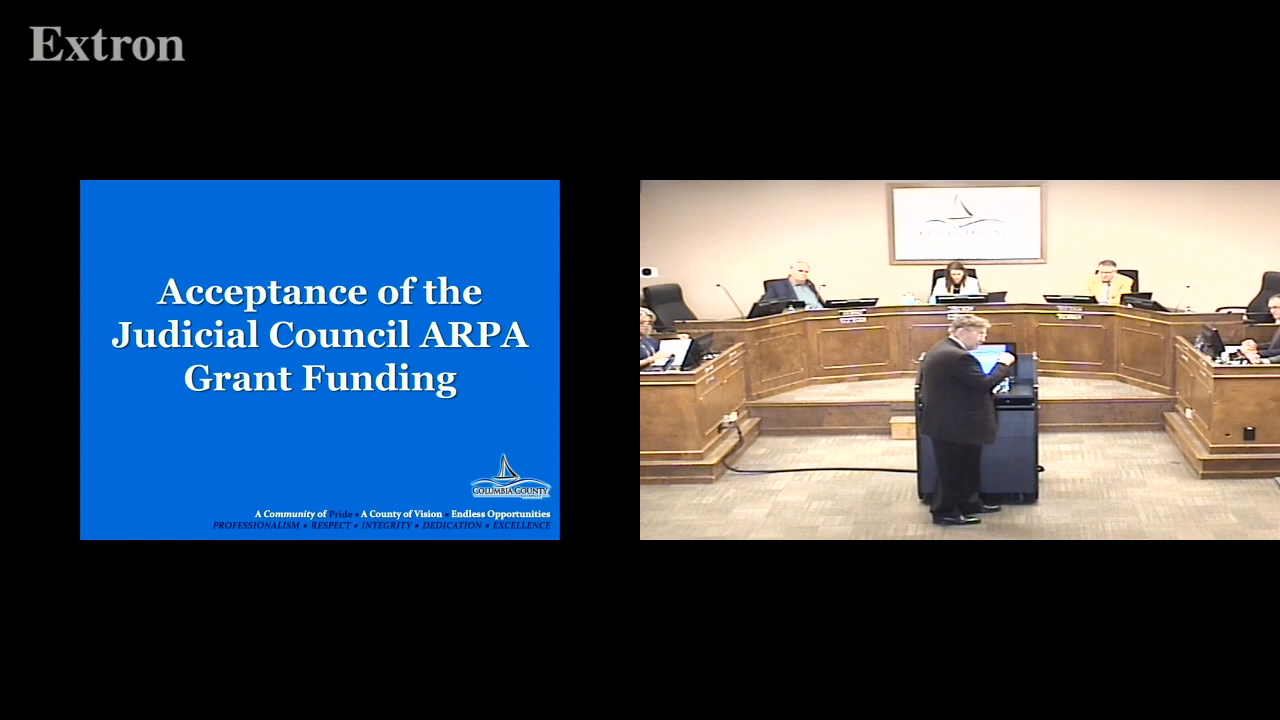 Extron
Acceptance of the
Judicial Council ARPA
Grant Funding
COLUMBIA COUNTY
A Community of Pride • A County of Vision • Endless Opportunities
PROFESSIONALISM • RESPECT • INTEGRITY • DEDICATION • EXCELLENCE